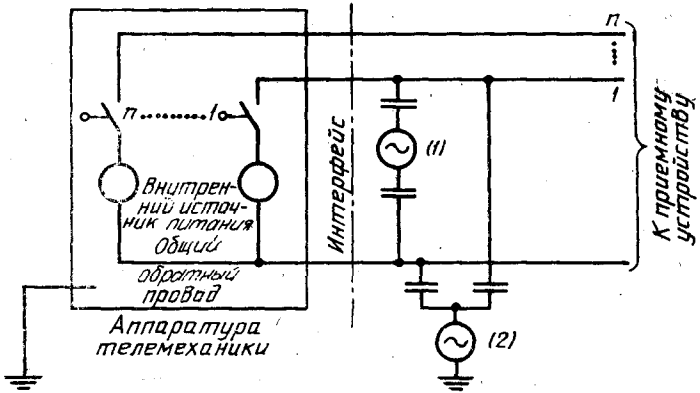 n
1
n
1
Внутрен-
ний источ-
ник питания
Общий
обратный
провод
Аппаратура
телемеханики
Интерфейс
(1)
(2)
К приемному
устройству